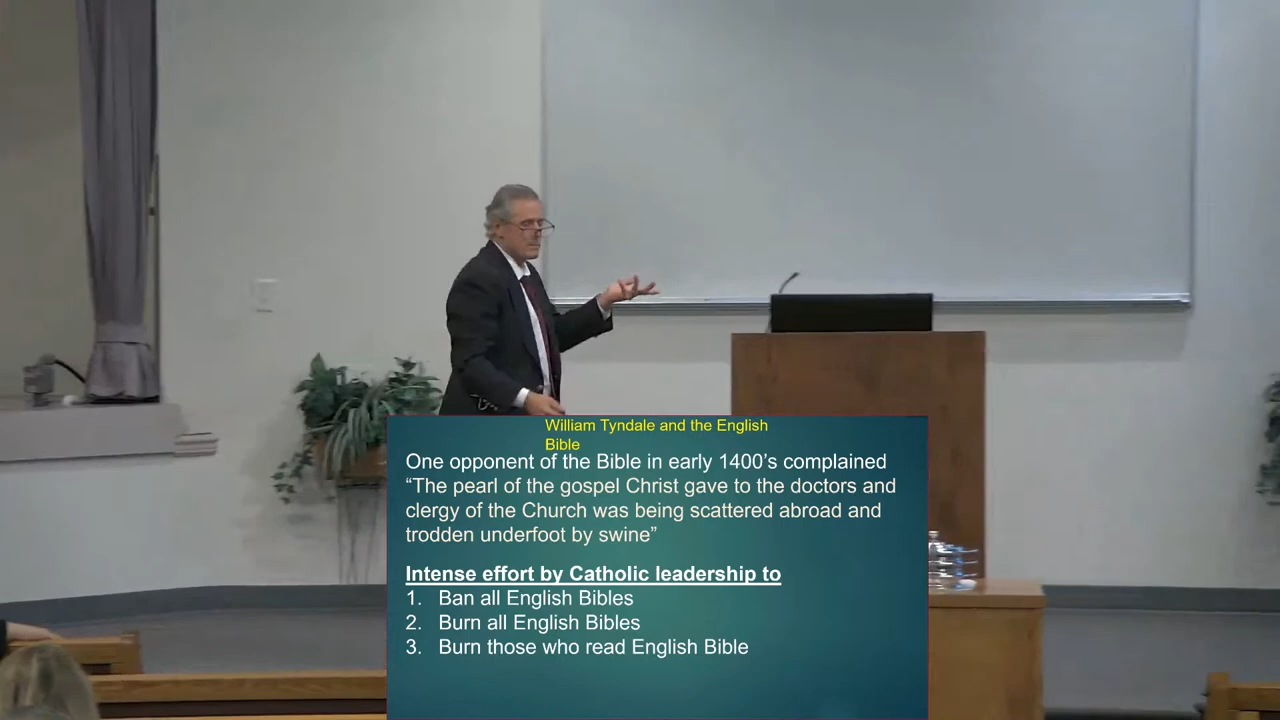 William Tyndale and the English
Bible
One opponent of the Bible in early 1400’s complained
“The pearl of the gospel Christ gave to the doctors and
clergy of the Church was being scattered abroad and
trodden underfoot by swine”
Intense effort by Catholic leadership to
1. Ban all English Bibles
2. Burn all English Bibles
3. Burn those who read English Bible